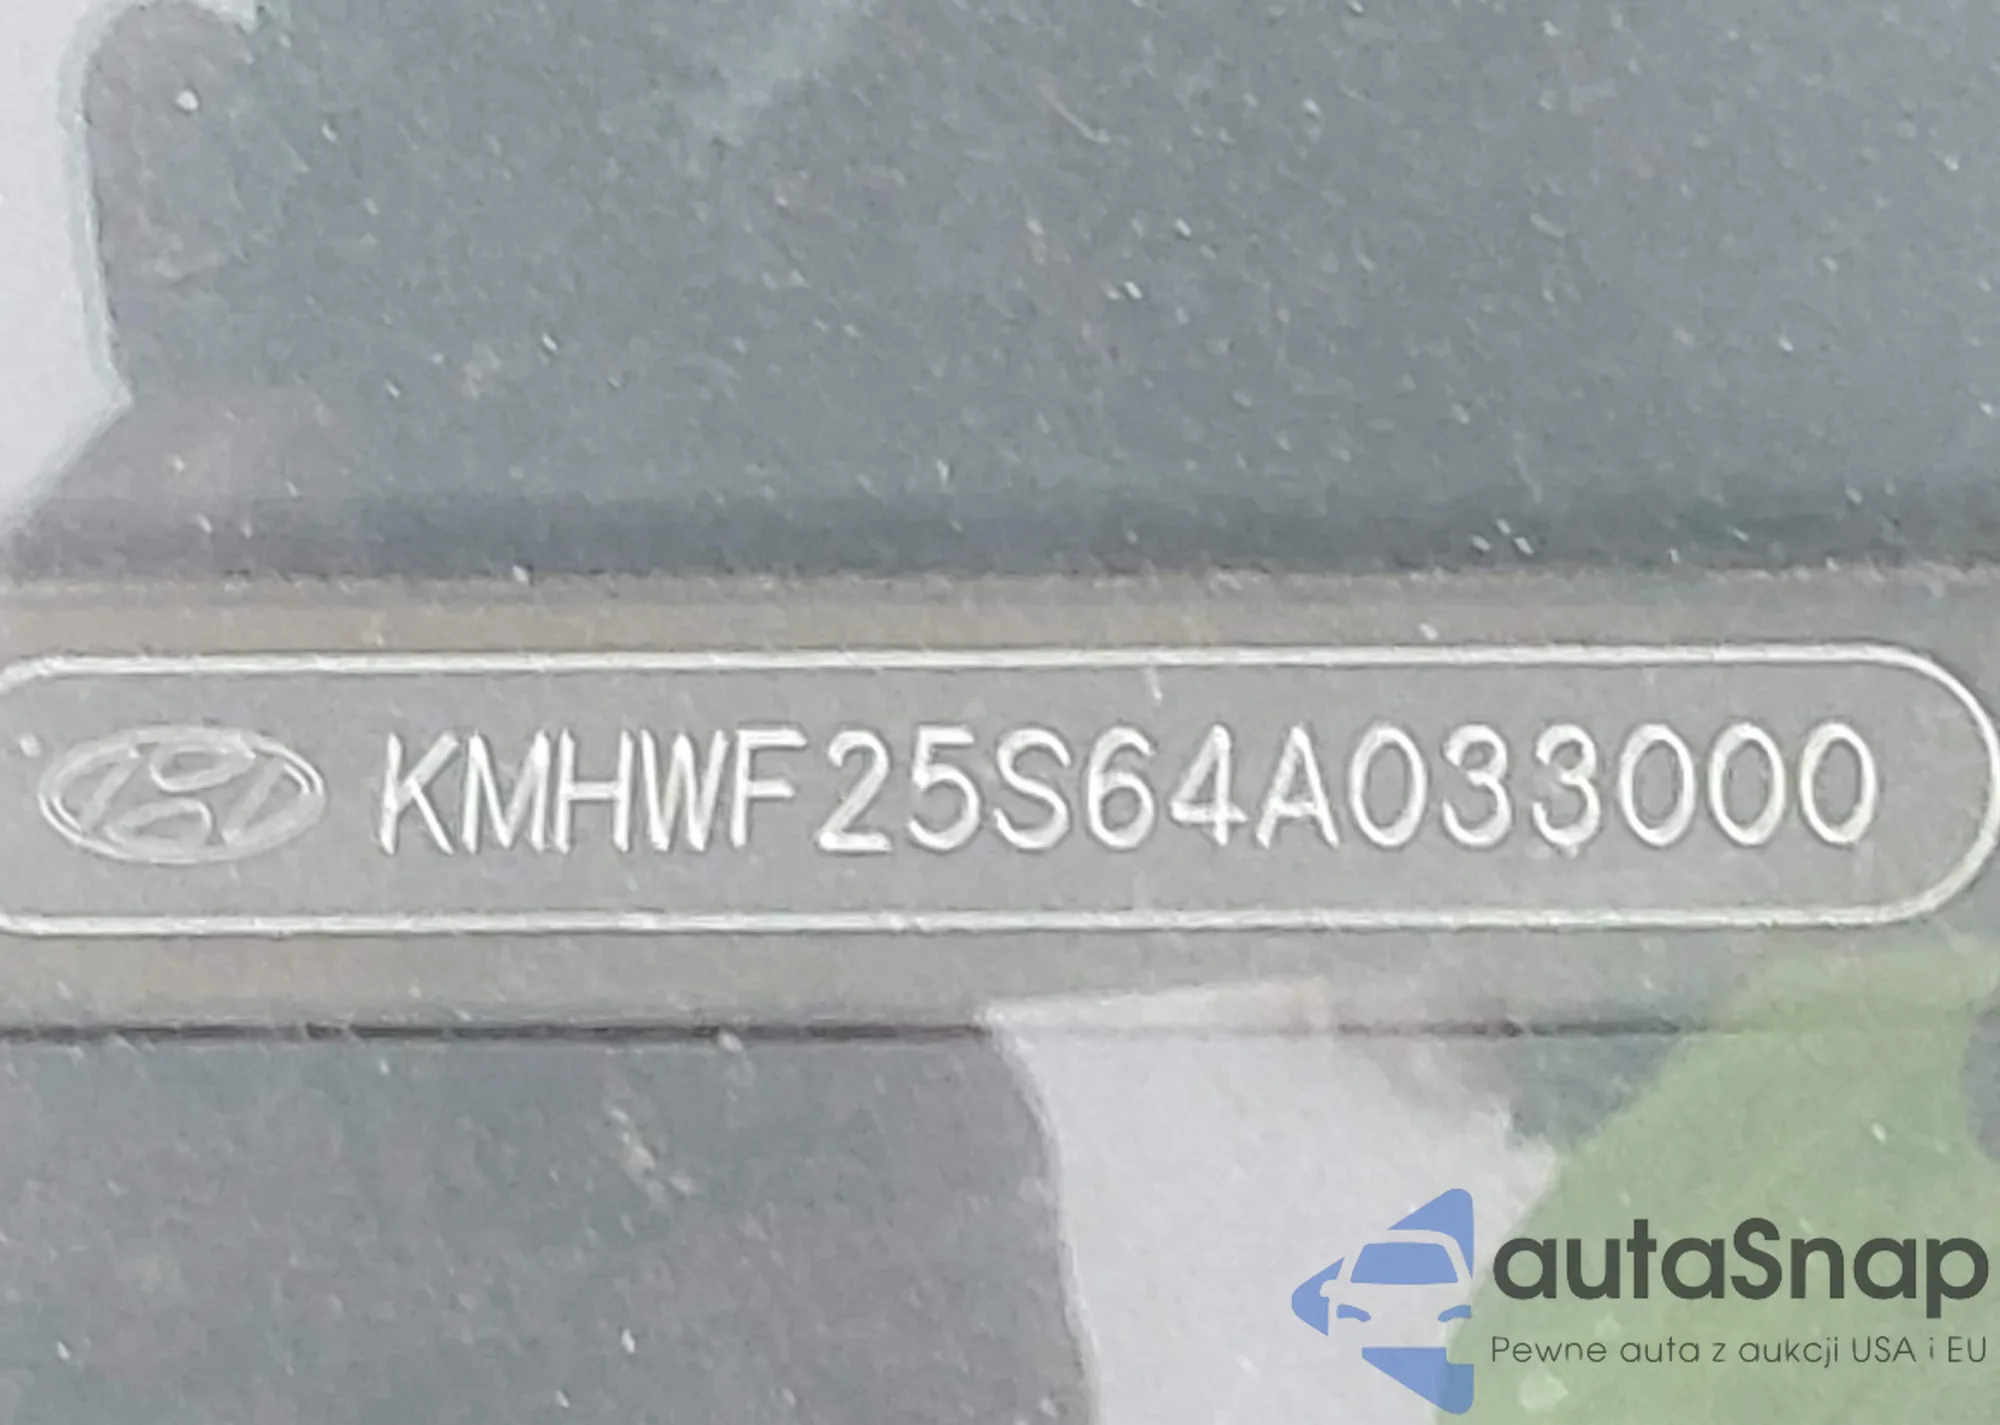 KMHWF25S64A033000
autaSnap
Pewne auta z aukcji USA i EU